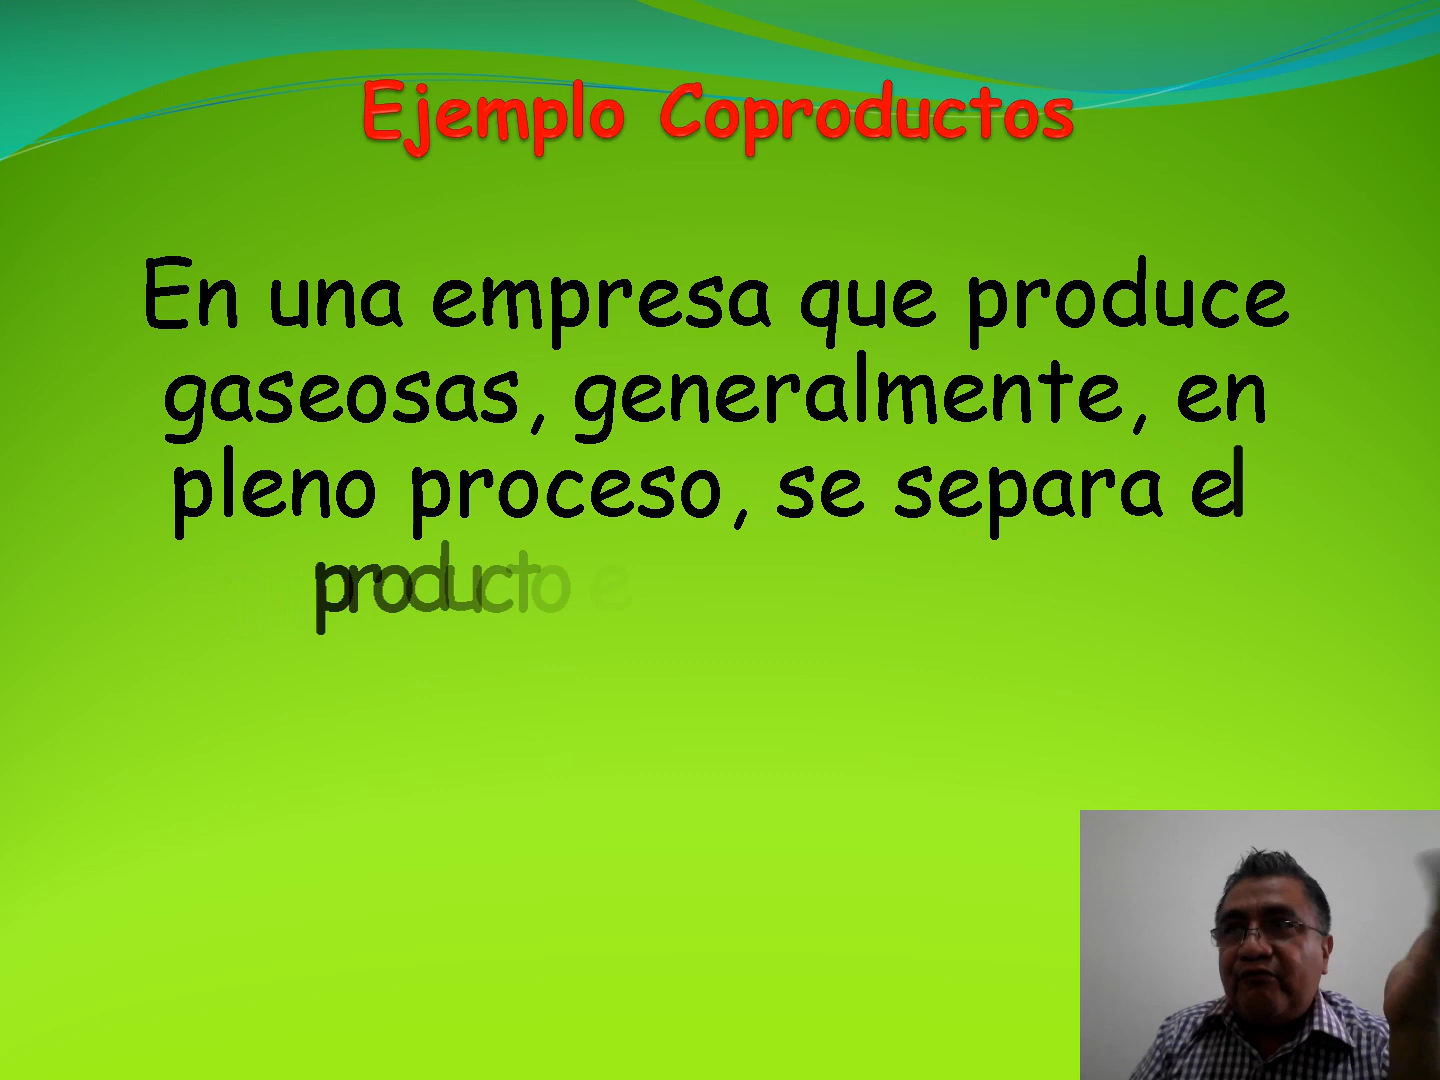 Ejemplo Coproductos
En una empresa que produce
gaseosas, generalmente, en
pleno proceso, se separa el
producto e